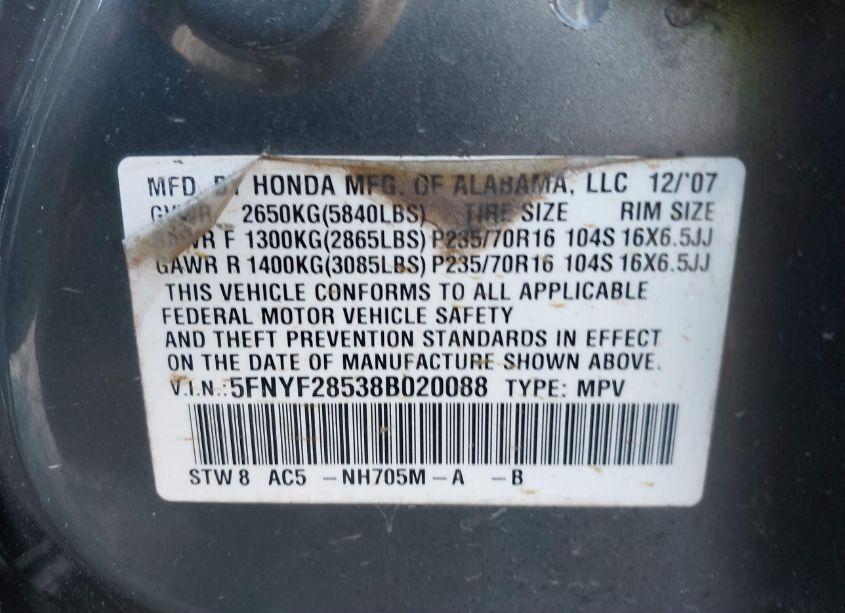 MFD. BY HONDA MFG. OF ALABAMA, LLC 12/'07
GVWR 2650KG(5840LBS) TIRE SIZE RIM SIZE
GAWR F 1300KG(2865LBS) P235/70R16 104S 16X6.5JJ
GAWR R 1400KG(3085LBS) P235/70R16 104S 16X6.5JJ
THIS VEHICLE CONFORMS TO ALL APPLICABLE
FEDERAL MOTOR VEHICLE SAFETY
AND THEFT PREVENTION STANDARDS IN EFFECT
ON THE DATE OF MANUFACTURE SHOWN ABOVE.
V.I.N.:5FNYF28538B020088 TYPE: MPV
STW8 AC5 -NH705M-A -B